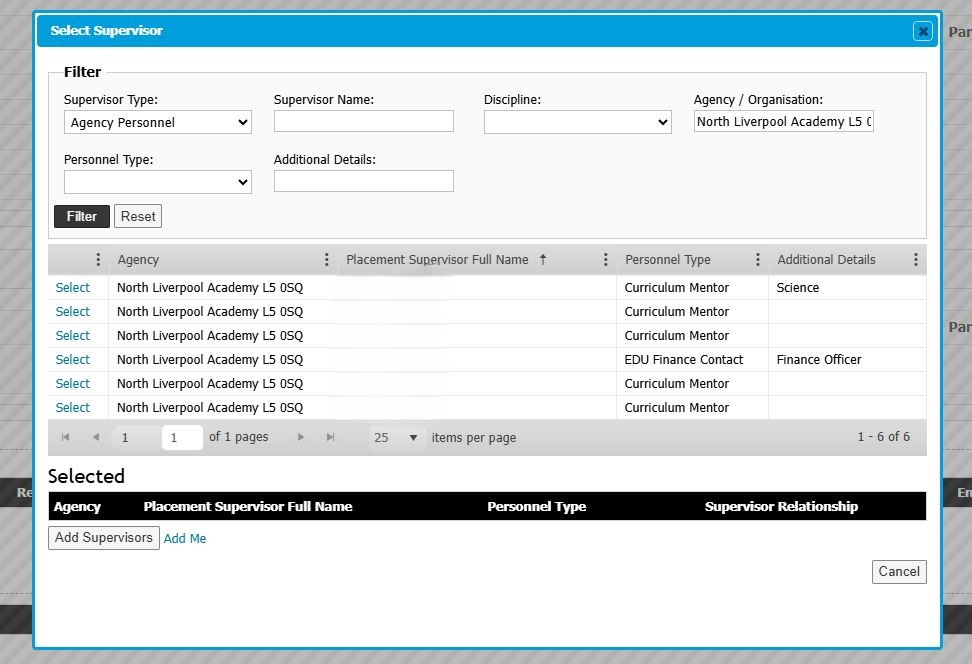 Select Supervisor
Par
Filter
Supervisor Type: Supervisor Name: Discipline: Agency / Organisation:
Agency Personnel North Liverpool Academy L5 0
Personnel Type: Additional Details:
Filter Reset
Agency Placement Supervisor Full Name ↑ Personnel Type Additional Details
Select North Liverpool Academy L5 0SQ Curriculum Mentor Science
Select North Liverpool Academy L5 0SQ Curriculum Mentor
Par
Select North Liverpool Academy L5 0SQ Curriculum Mentor
Select North Liverpool Academy L5 0SQ EDU Finance Contact Finance Officer
Select North Liverpool Academy L5 0SQ Curriculum Mentor
Select North Liverpool Academy L5 0SQ Curriculum Mentor
1 1 of 1 pages 25 items per page 1 - 6 of 6
Selected
Re
Em
Agency Placement Supervisor Full Name Personnel Type Supervisor Relationship
Add Supervisors Add Me
Cancel